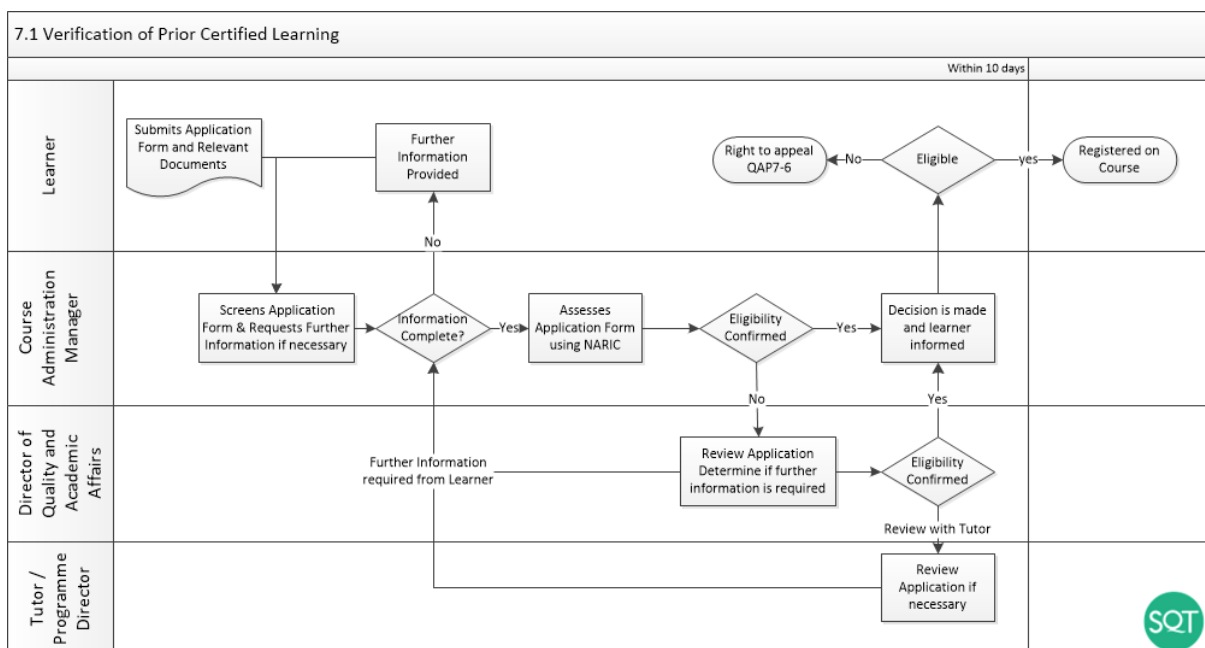 7.1 Verification of Prior Certified Learning
Within 10 days
Learner
Submits Application
Form and Relevant
Documents
Further
Information
Provided
Right to appeal
QAP7-6
No
Eligible
yes
Registered on
Course
No
Course
Administration
Manager
Screens Application
Form & Requests Further
Information if necessary
Information
Complete?
Yes
Assesses
Application Form
using NARIC
Eligibility
Confirmed
Yes
Decision is made
and learner
informed
No
Yes
Director of
Quality and
Academic
Affairs
Further Information
required from Learner
Review Application
Determine if further
information is required
Eligibility
Confirmed
Review with Tutor
Tutor /
Programme
Director
Review
Application if
necessary
SQT